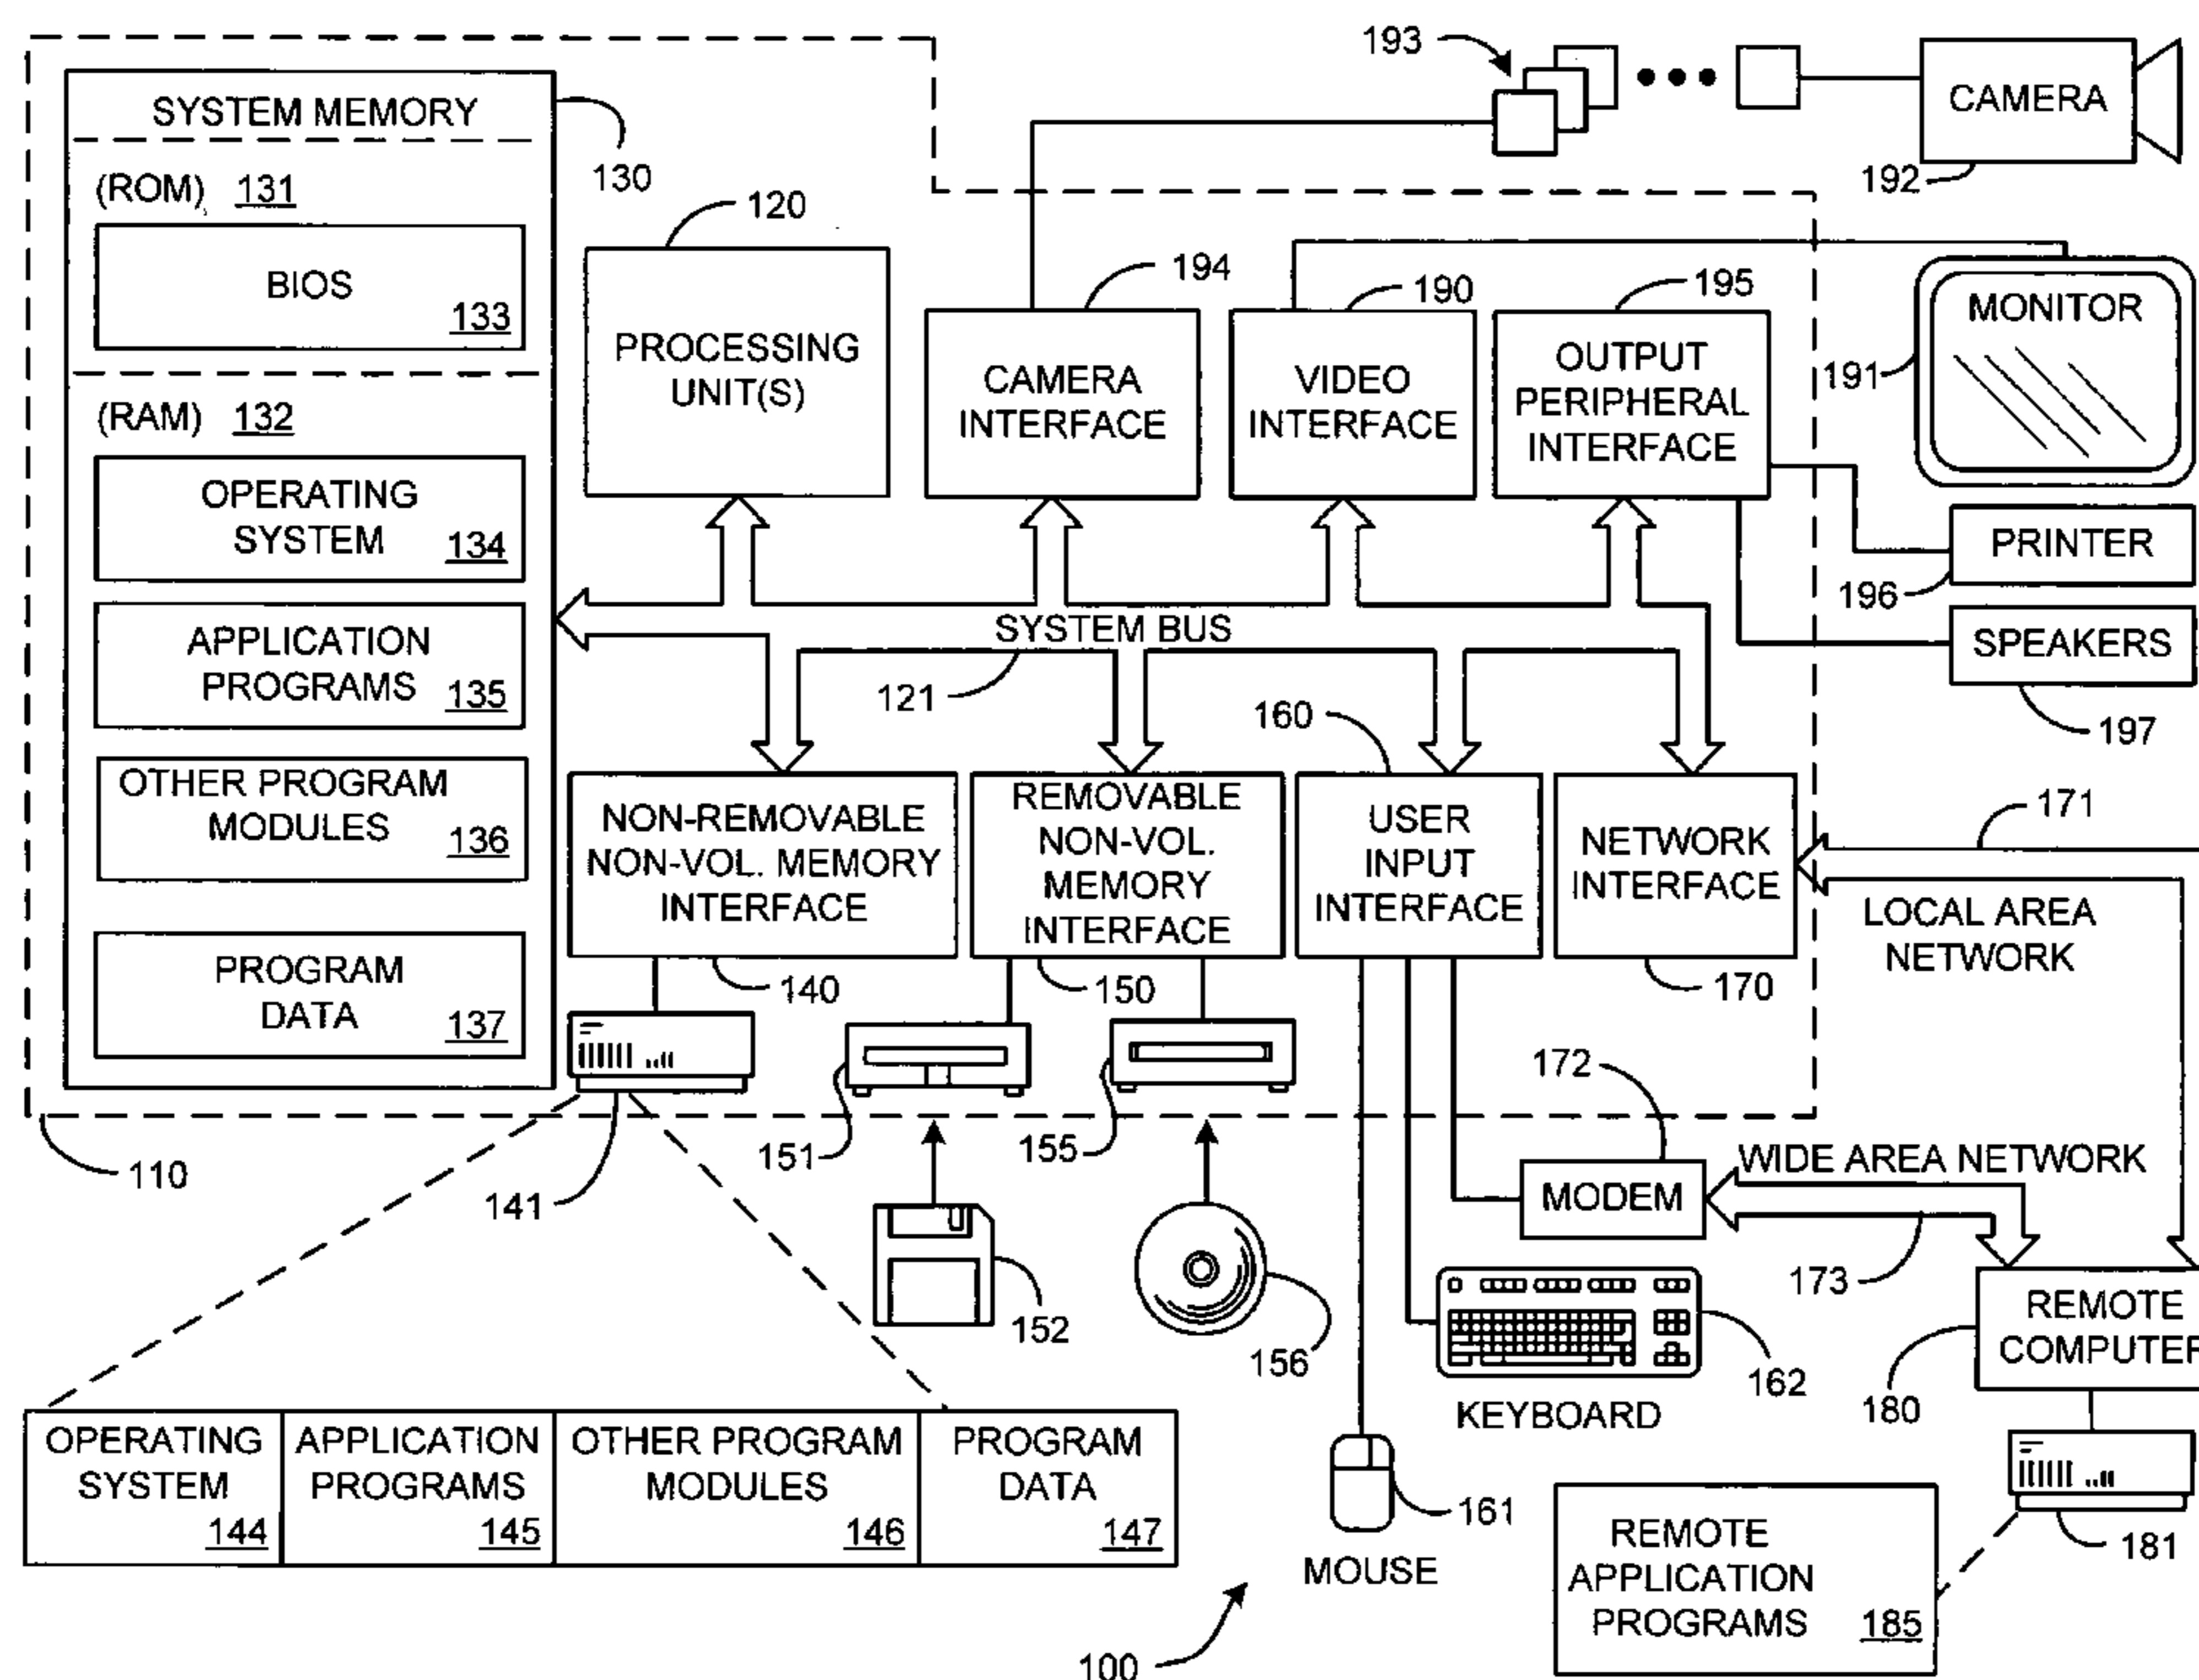 193
CAMERA
192
SYSTEM MEMORY
130
(ROM) 131
BIOS
133
(RAM) 132
OPERATING
SYSTEM 134
APPLICATION
PROGRAMS 135
OTHER PROGRAM
MODULES 136
PROGRAM
DATA 137
120
PROCESSING
UNIT(S)
194
CAMERA
INTERFACE
190
VIDEO
INTERFACE
195
OUTPUT
PERIPHERAL
INTERFACE
MONITOR
191
PRINTER
196
SPEAKERS
197
SYSTEM BUS
121
NON-REMOVABLE
NON-VOL. MEMORY
INTERFACE
140
REMOVABLE
NON-VOL.
MEMORY
INTERFACE
150
160
USER
INPUT
INTERFACE
NETWORK
INTERFACE
170
171
LOCAL AREA
NETWORK
110
141
151
155
152
156
172
MODEM
WIDE AREA NETWORK
173
REMOTE
COMPUTER
180
181
162
KEYBOARD
161
MOUSE
OPERATING
SYSTEM
144
APPLICATION
PROGRAMS
145
OTHER PROGRAM
MODULES
146
PROGRAM
DATA
147
REMOTE
APPLICATION
PROGRAMS 185
100